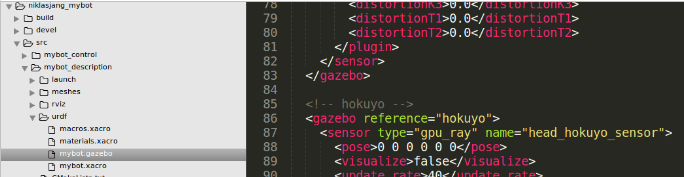 niklasjang_mybot
build
devel
src
mybot_control
mybot_description
launch
meshes
rviz
urdf
macros.xacro
materials.xacro
mybot.gazebo
mybot.xacro
78 <distortionK3>0.0</distortionK3>
79 <distortionT1>0.0</distortionT1>
80 <distortionT2>0.0</distortionT2>
81 </plugin>
82 </sensor>
83 </gazebo>
84
85 <!-- hokuyo -->
86 <gazebo reference="hokuyo">
87 <sensor type="gpu_ray" name="head_hokuyo_sensor">
88 <pose>0 0 0 0 0 0</pose>
89 <visualize>false</visualize>
90 <update_rate>40</update_rate>